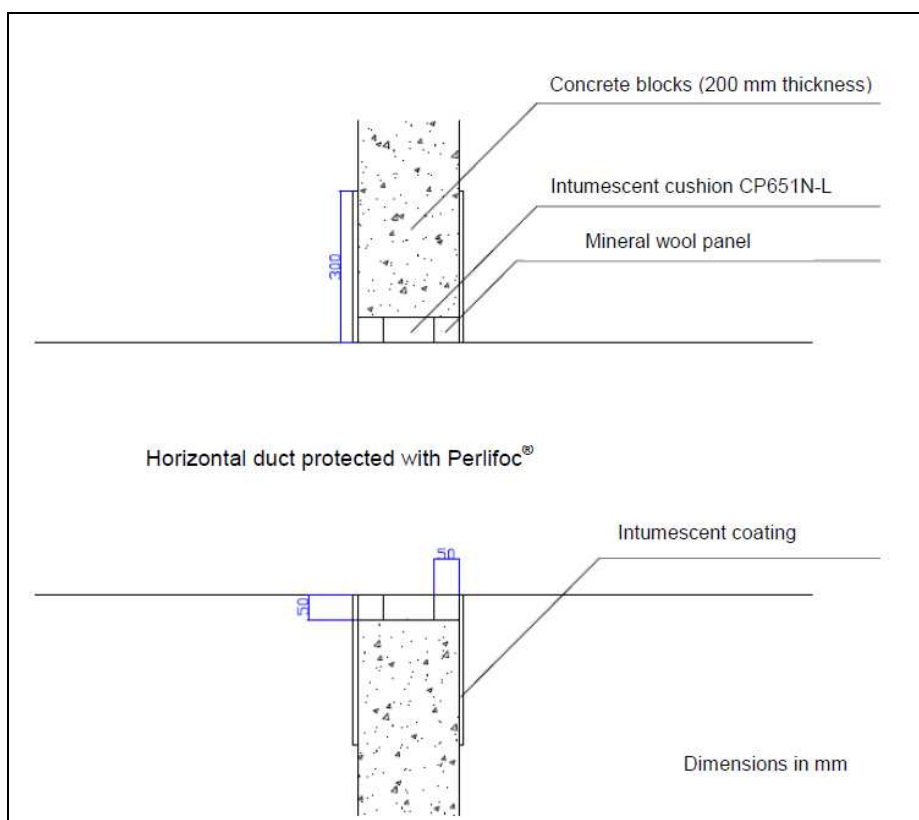 Concrete blocks (200 mm thickness)
Intumescent cushion CP651N-L
Mineral wool panel
300
Horizontal duct protected with Perlifoc®
Intumescent coating
50
50
Dimensions in mm